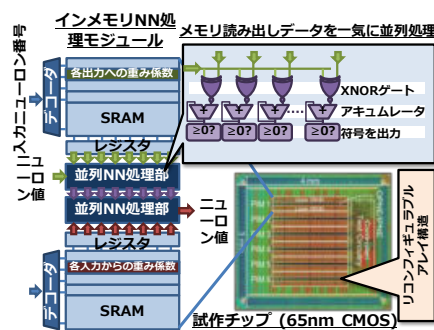 インメモリNN処
理モジュール
メモリ読み出しデータを一気に並列処理
入力ニューロン番号
デコーダ
各出力への重み係数
SRAM
レジスタ
XNORゲート
アキュムレータ
+
+
+
+
≥0?
≥0?
≥0?
≥0?
符号を出力
ニュー
ロン値
並列NN処理部
並列NN処理部
ニュー
ロン値
レジスタ
デコーダ
各入力からの重み係数
SRAM
リコンフィギュラブル
アレイ構造
試作チップ (65nm CMOS)